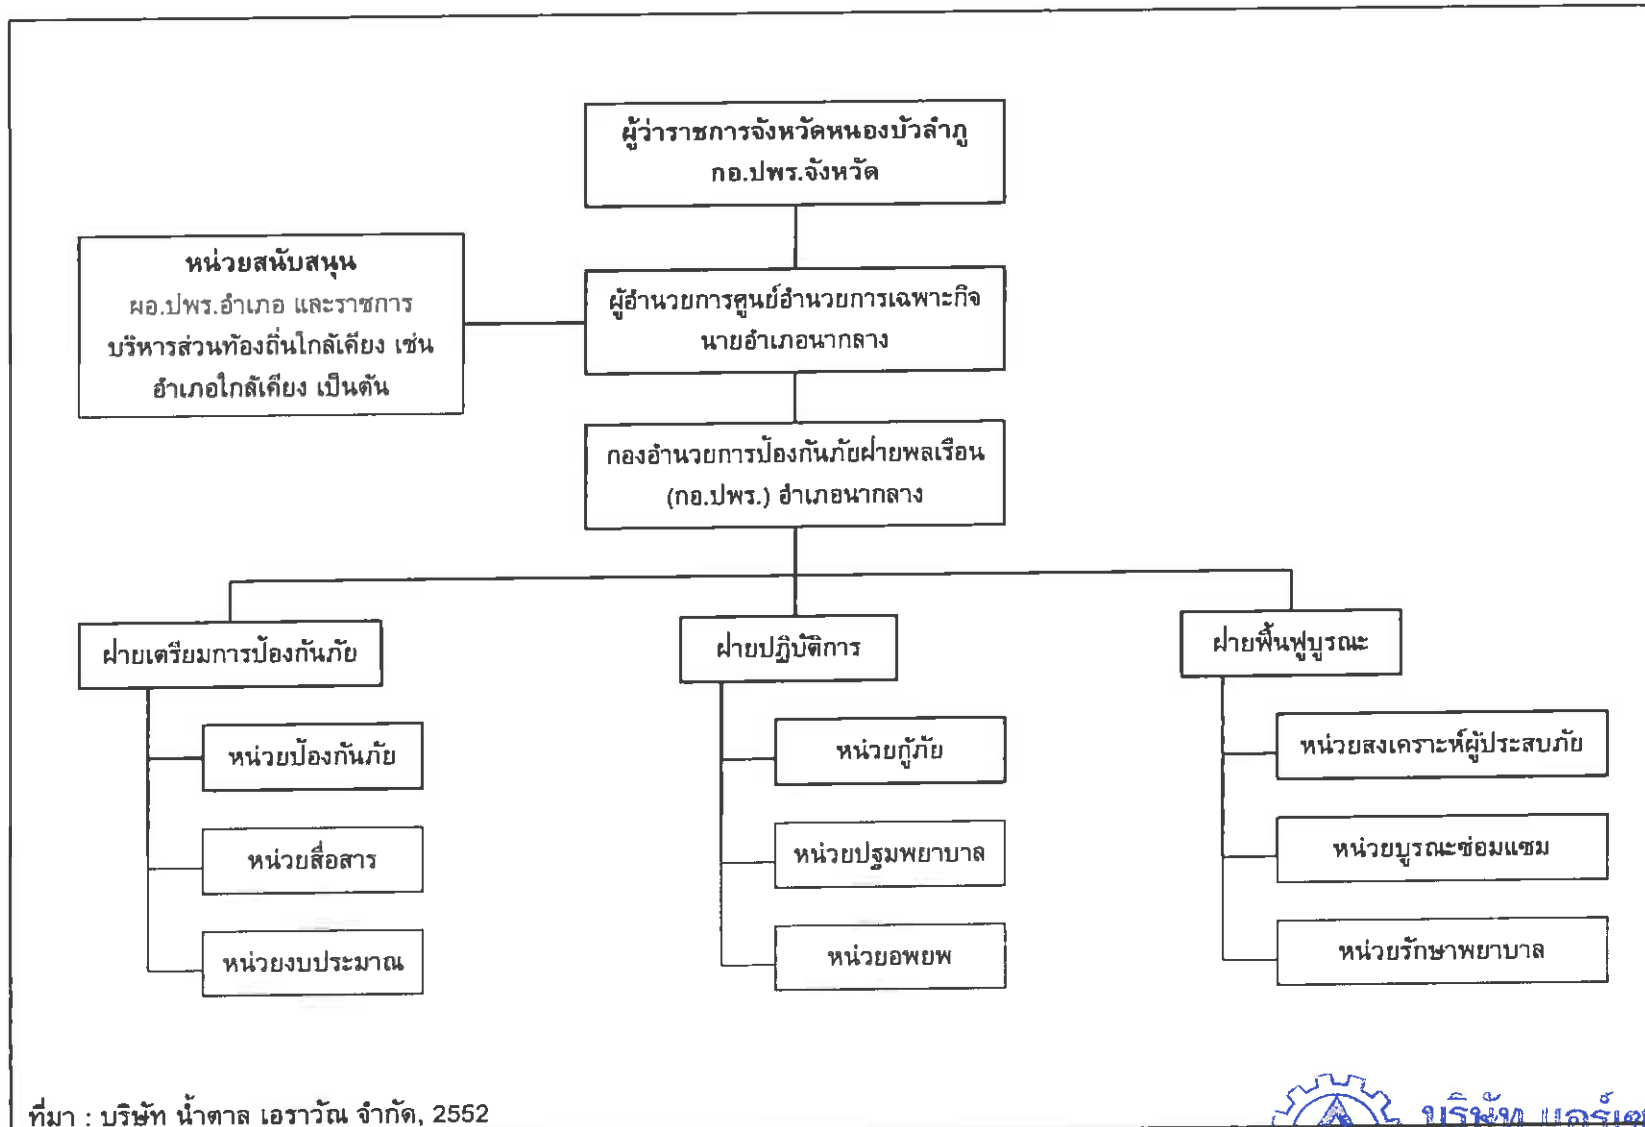 ผู้ว่าราชการจังหวัดหนองบัวลำภู
กอ.ปพร.จังหวัด
หน่วยสนับสนุน
ผอ.ปพร.อำเภอ และราชการ
บริหารส่วนท้องถิ่นใกล้เคียง เช่น
อำเภอใกล้เคียง เป็นต้น
ผู้อำนวยการศูนย์อำนวยการเฉพาะกิจ
นายอำเภอนากลาง
กองอำนวยการป้องกันภัยฝ่ายพลเรือน
(กอ.ปพร.) อำเภอนากลาง
ฝ่ายเตรียมการป้องกันภัย
หน่วยป้องกันภัย
หน่วยสื่อสาร
หน่วยงบประมาณ
ฝ่ายปฏิบัติการ
หน่วยกู้ภัย
หน่วยปฐมพยาบาล
หน่วยอพยพ
ฝ่ายฟื้นฟูบูรณะ
หน่วยสงเคราะห์ผู้ประสบภัย
หน่วยบูรณะซ่อมแซม
หน่วยรักษาพยาบาล
ที่มา : บริษัท น้ำตาล เอราวัณ จำกัด, 2552
บริษัท